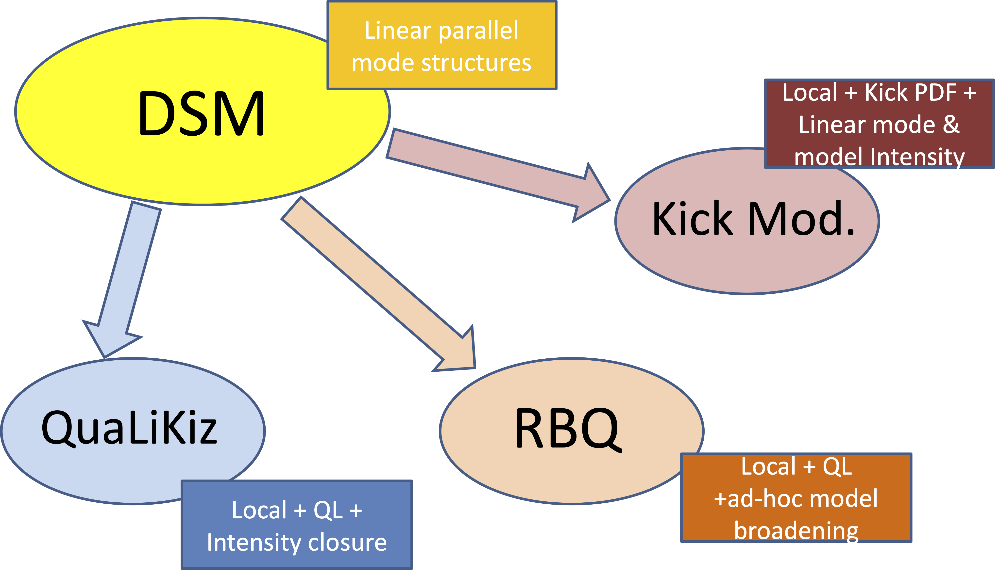 Linear parallel
mode structures
DSM
Local + Kick PDF +
Linear mode &
model Intensity
Kick Mod.
QuaLiKiz
RBQ
Local + QL
+ad-hoc model
broadening
Local + QL +
Intensity closure